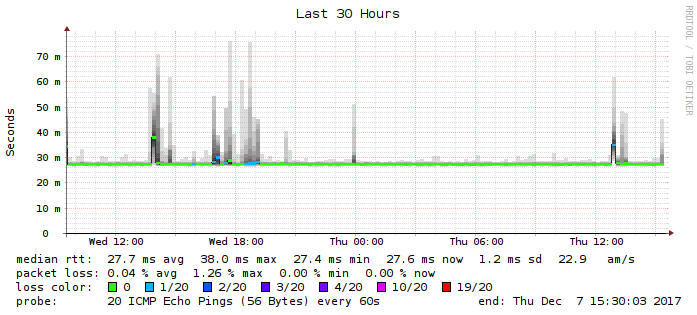 Last 30 Hours
RRDTOOL / TOBI OETIKER
Seconds
70 m
60 m
50 m
40 m
30 m
20 m
10 m
0
Wed 12:00 Wed 18:00 Thu 00:00 Thu 06:00 Thu 12:00
median rtt: 27.7 ms avg 38.0 ms max 27.4 ms min 27.6 ms now 1.2 ms sd 22.9 am/s
packet loss: 0.04 % avg 1.26 % max 0.00 % min 0.00 % now
loss color: 0 1/20 2/20 3/20 4/20 10/20 19/20
probe: 20 ICMP Echo Pings (56 Bytes) every 60s end: Thu Dec 7 15:30:03 2017